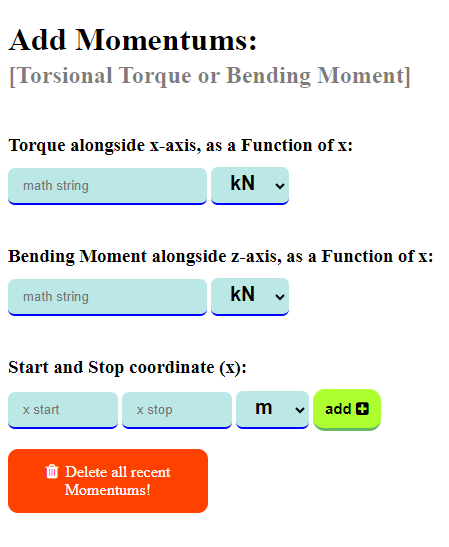 Add Momentums:
[Torsional Torque or Bending Moment]
Torque alongside x-axis, as a Function of x:
math string kN
Bending Moment alongside z-axis, as a Function of x:
math string kN
Start and Stop coordinate (x):
x start x stop m add
Delete all recent
Momentums!